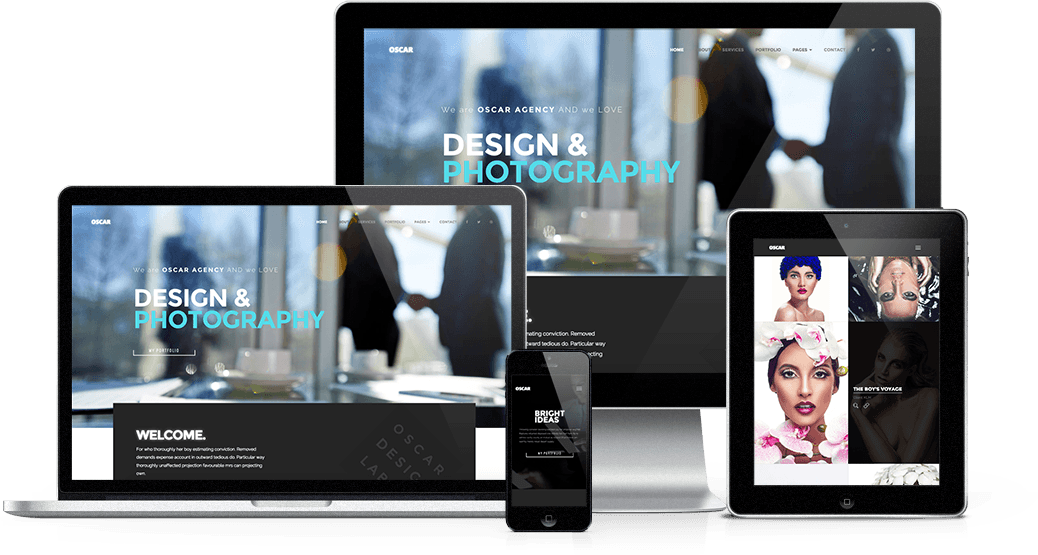 OSCAR
HOME ABOUT SERVICES PORTFOLIO PAGES CONTACT
We are OSCAR AGENCY AND we LOVE
DESIGN &
PHOTOGRAPHY
estimating conviction. Removed
outward tedious do. Particular way
projecting
OSCAR
HOME ABOUT SERVICES PORTFOLIO PAGES CONTACT
We are OSCAR AGENCY AND we LOVE
DESIGN &
PHOTOGRAPHY
MY PORTFOLIO
WELCOME.
For who thoroughly her boy estimating conviction. Removed
demands expense account in outward tedious do. Particular way
thoroughly unaffected projection favourable mrs can projecting
own.
OSCAR
DESIGN
LAB
OSCAR
BRIGHT
IDEAS
MY PORTFOLIO
OSCAR
THE BOY'S VOYAGE